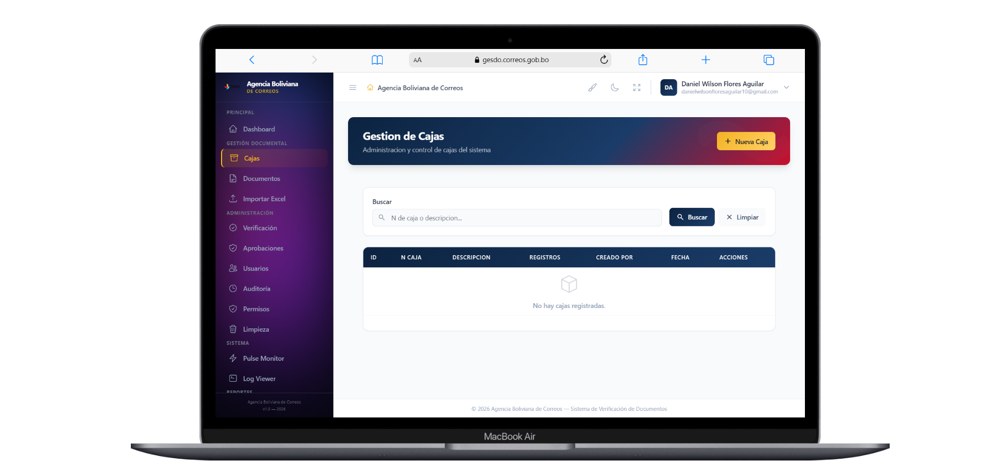 AA
gesdo.correos.gob.bo
Agencia Boliviana
DE CORREOS
PRINCIPAL
Dashboard
GESTIÓN DOCUMENTAL
Cajas
Documentos
Importar Excel
ADMINISTRACIÓN
Verificación
Aprobaciones
Usuarios
Auditoría
Permisos
Limpieza
SISTEMA
Pulse Monitor
Log Viewer
REPORTES
Agencia Boliviana de Correos
v1.0 — 2026
Agencia Boliviana de Correos
DA
Daniel Wilson Flores Aguilar
danielwilsonfloresaguilar10@gmail.com
Gestion de Cajas
Administracion y control de cajas del sistema
Nueva Caja
Buscar
N de caja o descripcion...
Buscar
Limpiar
ID N CAJA DESCRIPCION REGISTROS CREADO POR FECHA ACCIONES
No hay cajas registradas.
© 2026 Agencia Boliviana de Correos — Sistema de Verificación de Documentos
MacBook Air